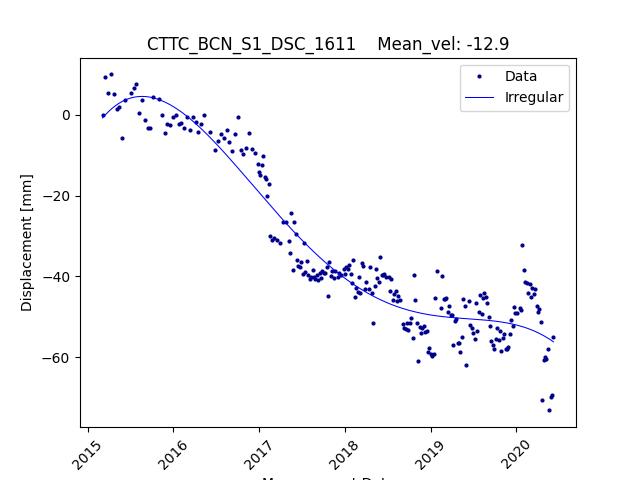 CTTC_BCN_S1_DSC_1611    Mean_vel: -12.9
Data
Irregular
Displacement [mm]
0
−20
−40
−60
2015
2016
2017
2018
2019
2020